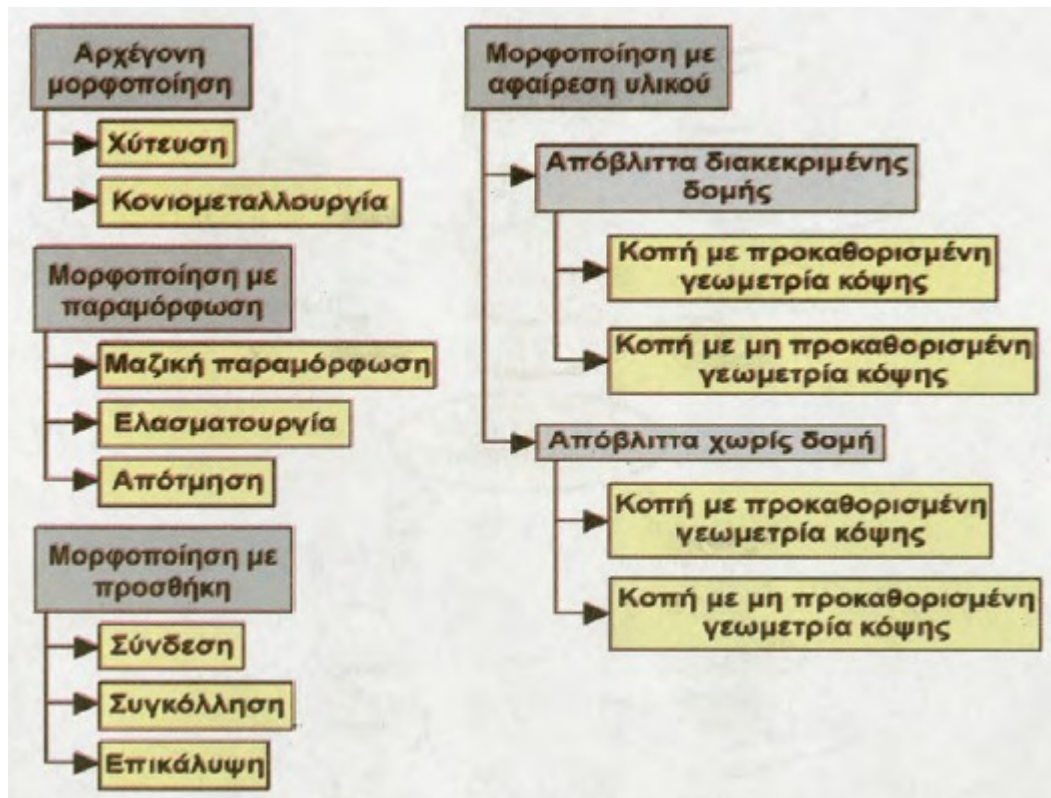 Αρχέγονη
μορφοποίηση
Χύτευση
Κονιομεταλλουργία
Μορφοποίηση με
παραμόρφωση
Μαζική παραμόρφωση
Ελασματουργία
Απότμηση
Μορφοποίηση με
προσθήκη
Σύνδεση
Συγκόλληση
Επικάλυψη
Μορφοποίηση με
αφαίρεση υλικού
Απόβλιττα διακεκριμένης
δομής
Κοπή με προκαθορισμένη
γεωμετρία κόψης
Κοπή με μη προκαθορισμένη
γεωμετρία κόψης
Απόβλιττα χωρίς δομή
Κοπή με προκαθορισμένη
γεωμετρία κόψης
Κοπή με μη προκαθορισμένη
γεωμετρία κόψης